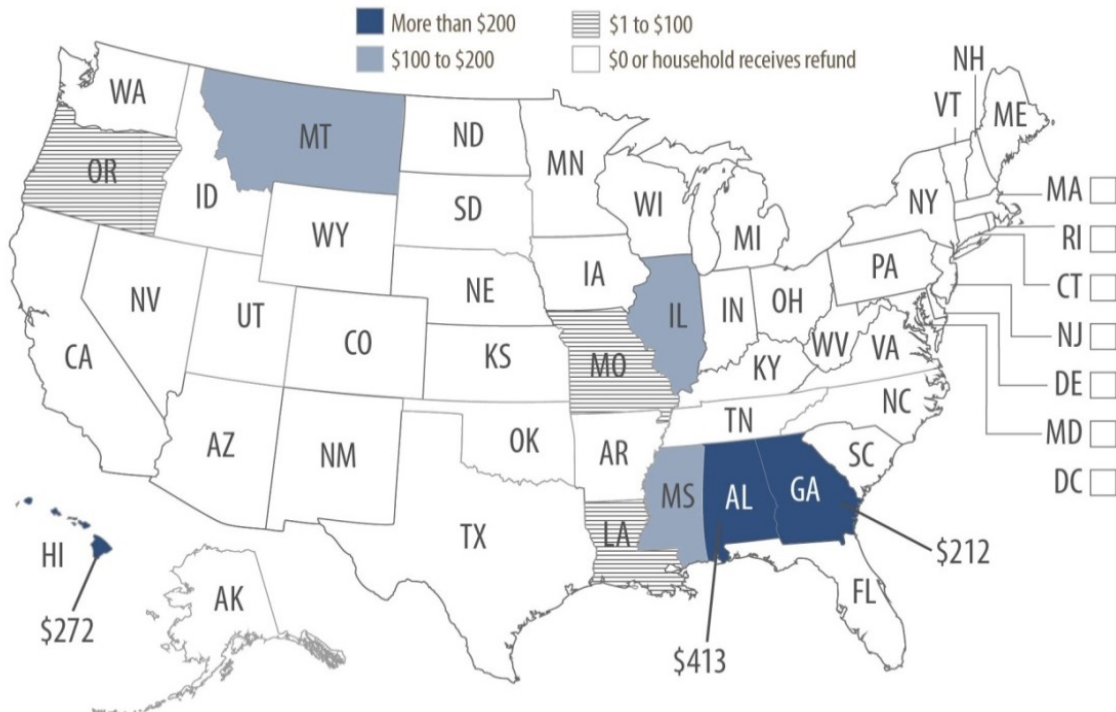 More than $200
$1 to $100
$100 to $200
$0 or household receives refund
NH
VT
WA
ME
MT
ND
MN
OR
MA
ID
SD
WI
NY
WY
MI
RI
IA
PA
NE
CT
NV
OH
IN
UT
IL
NJ
CO
WV
CA
KS
MO
VA
KY
DE
NC
TN
MD
OK
AZ
NM
AR
SC
DC
MS
AL
GA
TX
LA
HI
$212
AK
FL
$272
$413